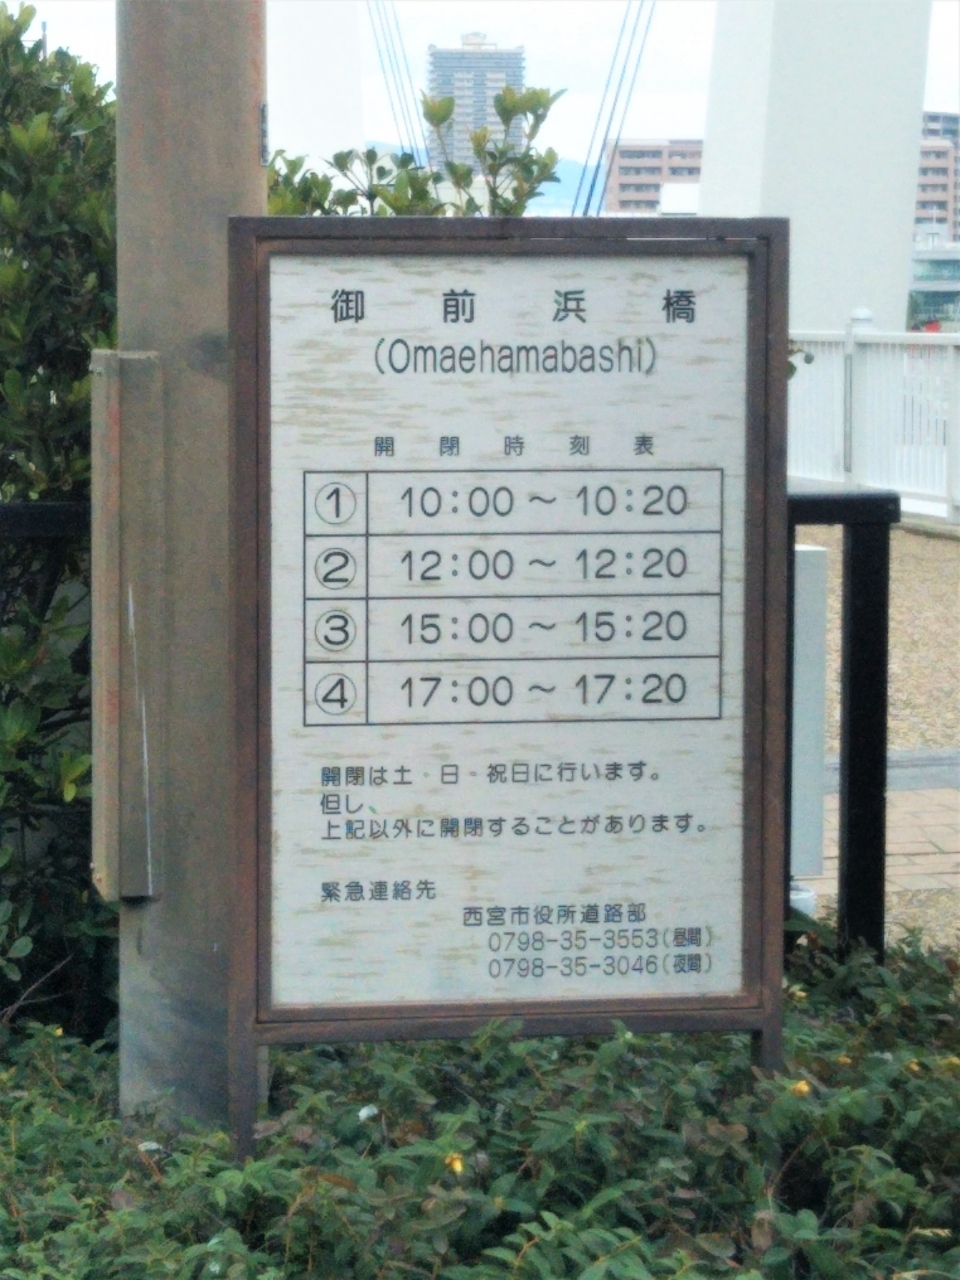 御前浜橋
(Omaehamabashi)
開閉時刻表
① 10:00～10:20
② 12:00～12:20
③ 15:00～15:20
④ 17:00～17:20
開閉は土・日・祝日に行います。
但し、
上記以外に開閉することがあります。
緊急連絡先
西宮市役所道路部
0798-35-3553(昼間)
0798-35-3046(夜間)